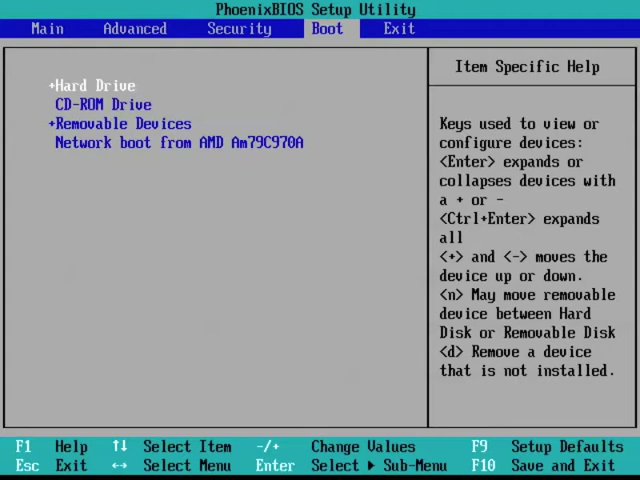 PhoenixBIOS Setup Utility
Main Advanced Security Boot Exit
+Hard Drive
CD-ROM Drive
+Removable Devices
Network boot from AMD Am79C970A
Item Specific Help
Keys used to view or
configure devices:
<Enter> expands or
collapses devices with
a + or -
<Ctrl+Enter> expands
all
<+> and <-> moves the
device up or down.
<n> May move removable
device between Hard
Disk or Removable Disk
<d> Remove a device
that is not installed.
F1 Help ↑↓ Select Item -/+ Change Values F9 Setup Defaults
Esc Exit ↔ Select Menu Enter Select ▶ Sub-Menu F10 Save and Exit